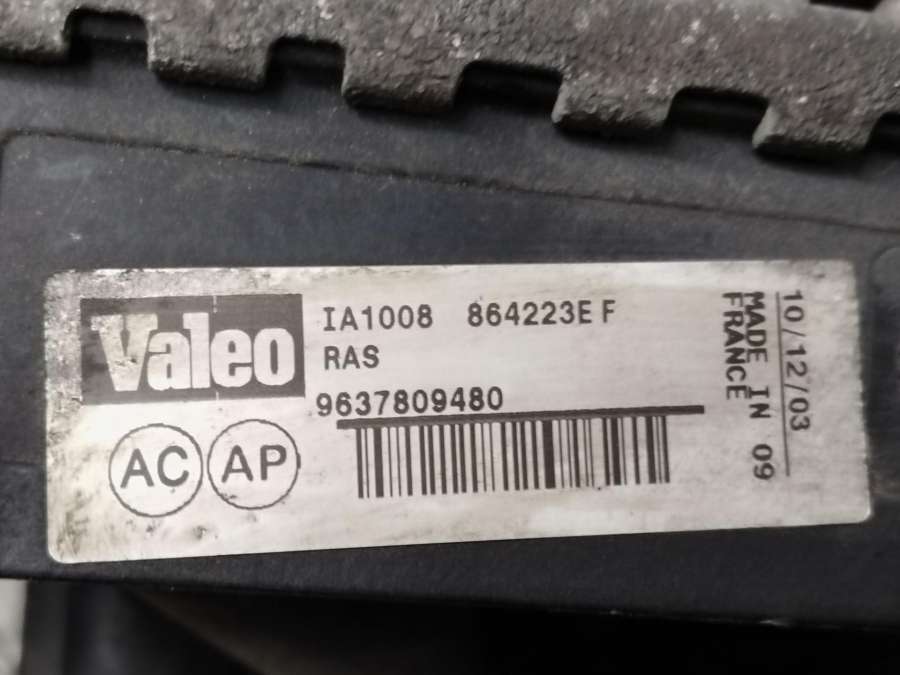 Valeo
IA1008 864223E F
RAS
9637809480
AC AP
10/12/03
MADE IN 09
FRANCE